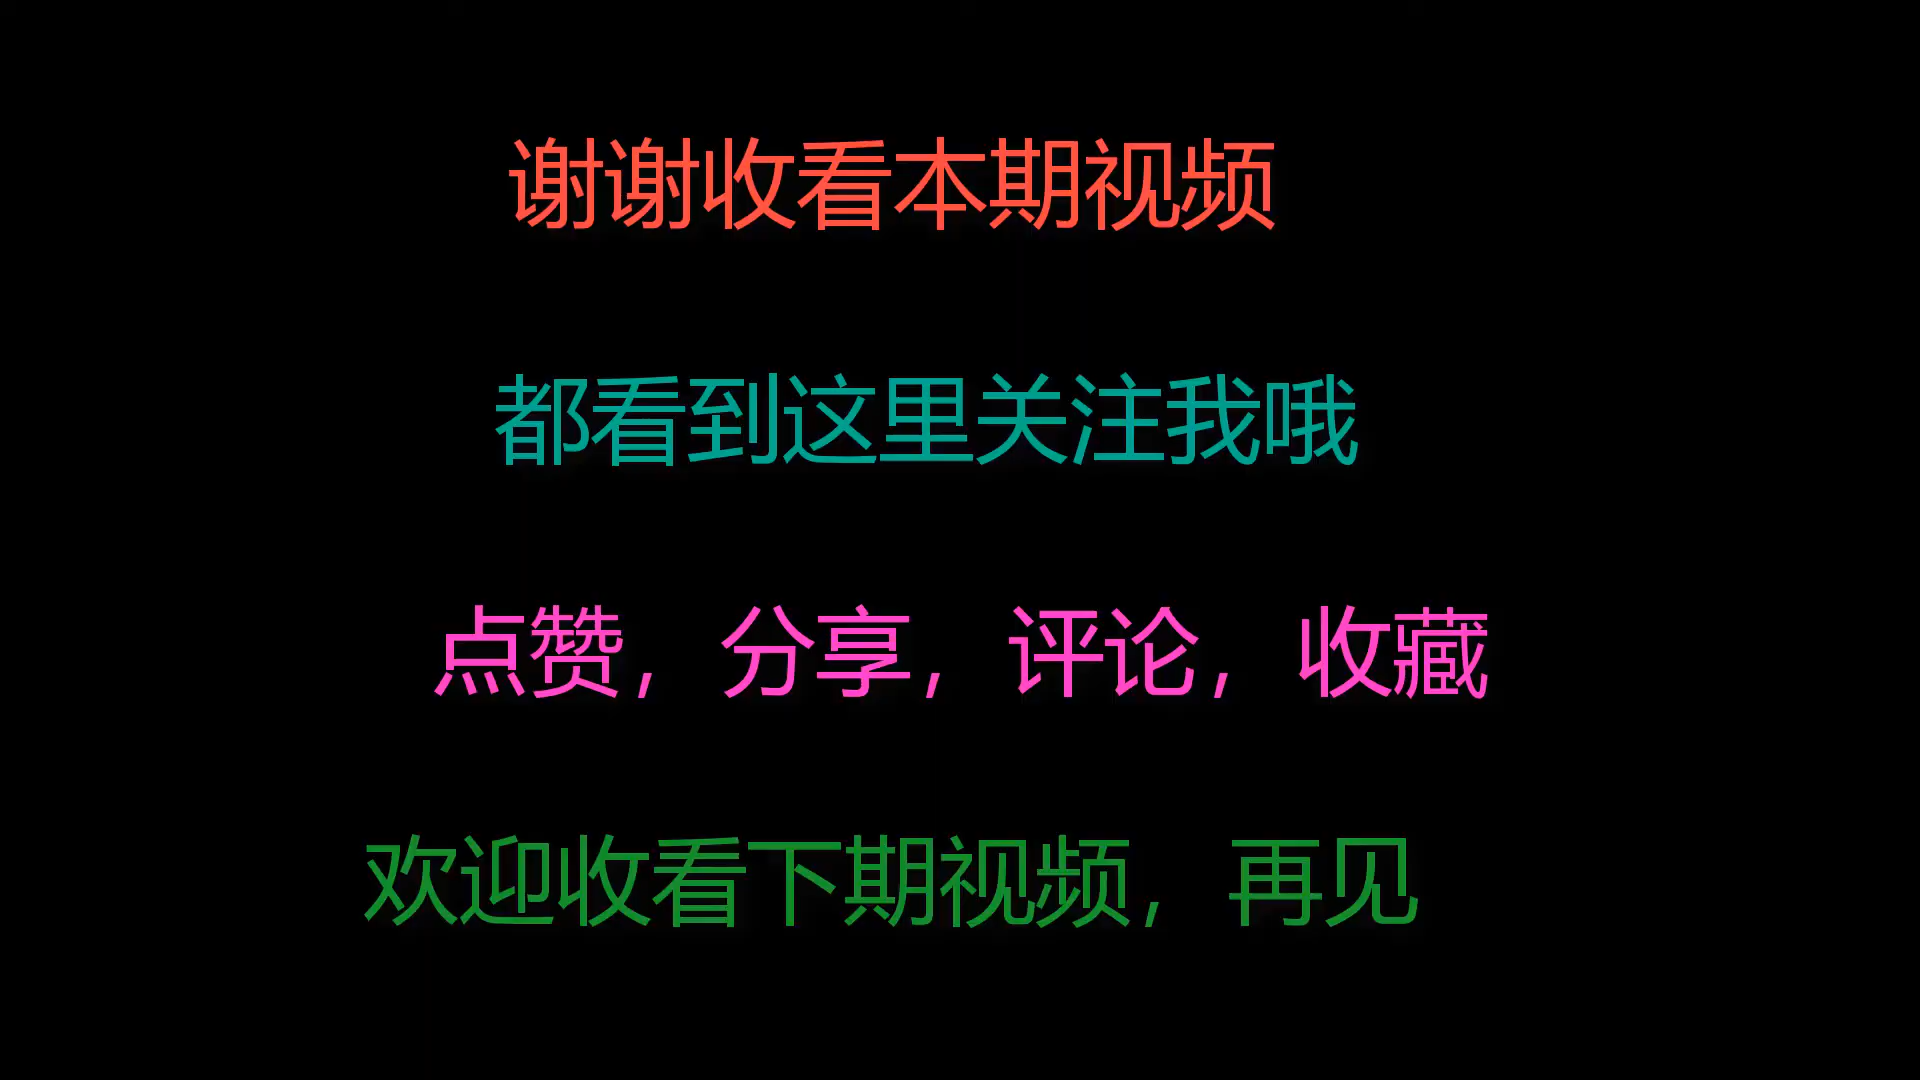 谢谢收看本期视频
都看到这里关注我哦
点赞，分享，评论，收藏
欢迎收看下期视频，再见